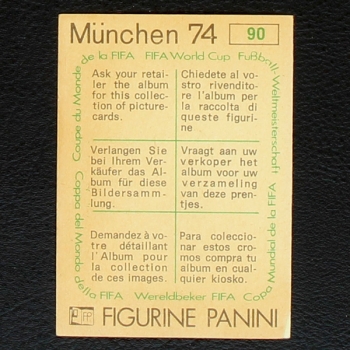 München 74
90
de la FIFA FIFA World Cup Fußball-Weltmeisterschaft
Coupe du Monde
Ask your retai-
ler the album
for this collection
of picture-
cards.
Chiedete al vo-
stro rivendito-
re l'album per
la raccolta di
queste figuri-
ne
Verlangen Sie
bei Ihrem Ver-
käufer das Al-
bum für diese
Bildersamm-
lung.
Vraagt aan uw
verkoper het
album voor uw
verzameling
van deze pren-
tjes.
Demandez à vo-
tre détaillant
l'Album pour
la collection
de ces images.
Para coleccio-
nar estos cro-
mos compra tu
album en cual-
quier kiosko.
Coppa del Mondo
della FIFA Wereldbeker FIFA Copa
Mundial de la FIFA
FIGURINE PANINI